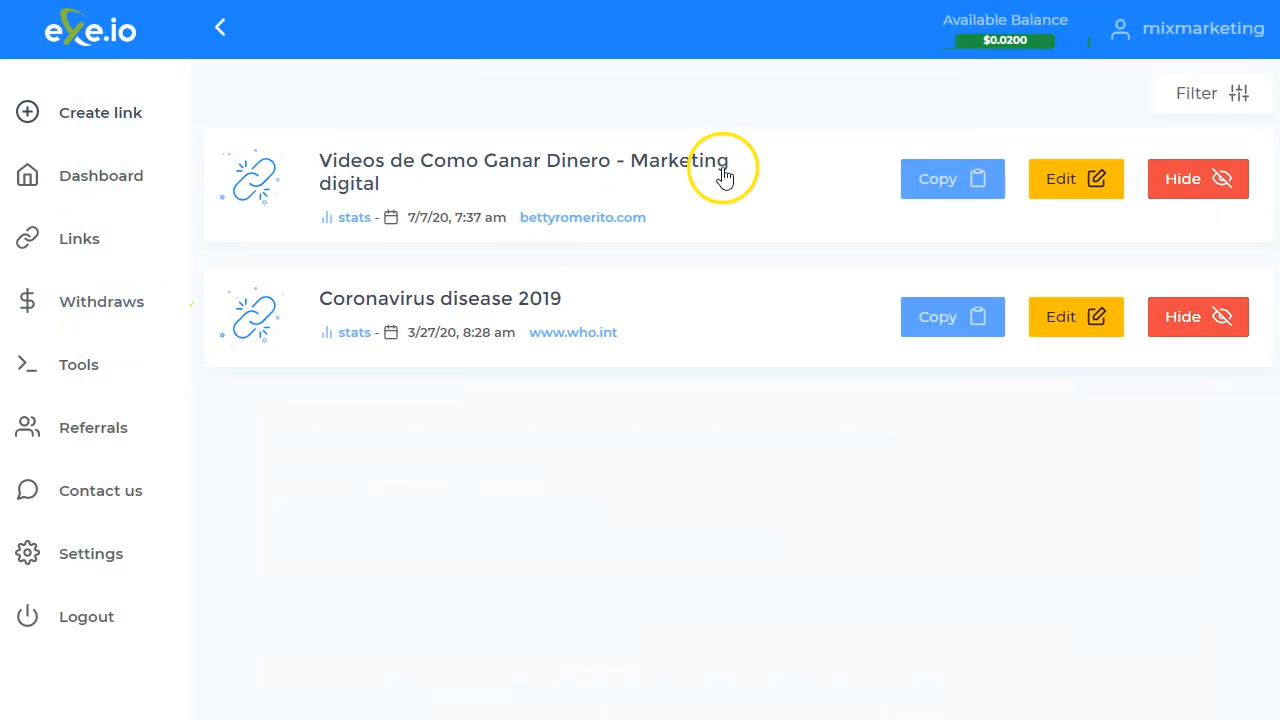 exe.io
Available Balance
$0.0200
mixmarketing
Filter
Create link
Dashboard
Links
Withdraws
Tools
Referrals
Contact us
Settings
Logout
Videos de Como Ganar Dinero - Marketing
digital
stats - 7/7/20, 7:37 am bettyromerito.com
Copy Edit Hide
Coronavirus disease 2019
stats - 3/27/20, 8:28 am www.who.int
Copy Edit Hide